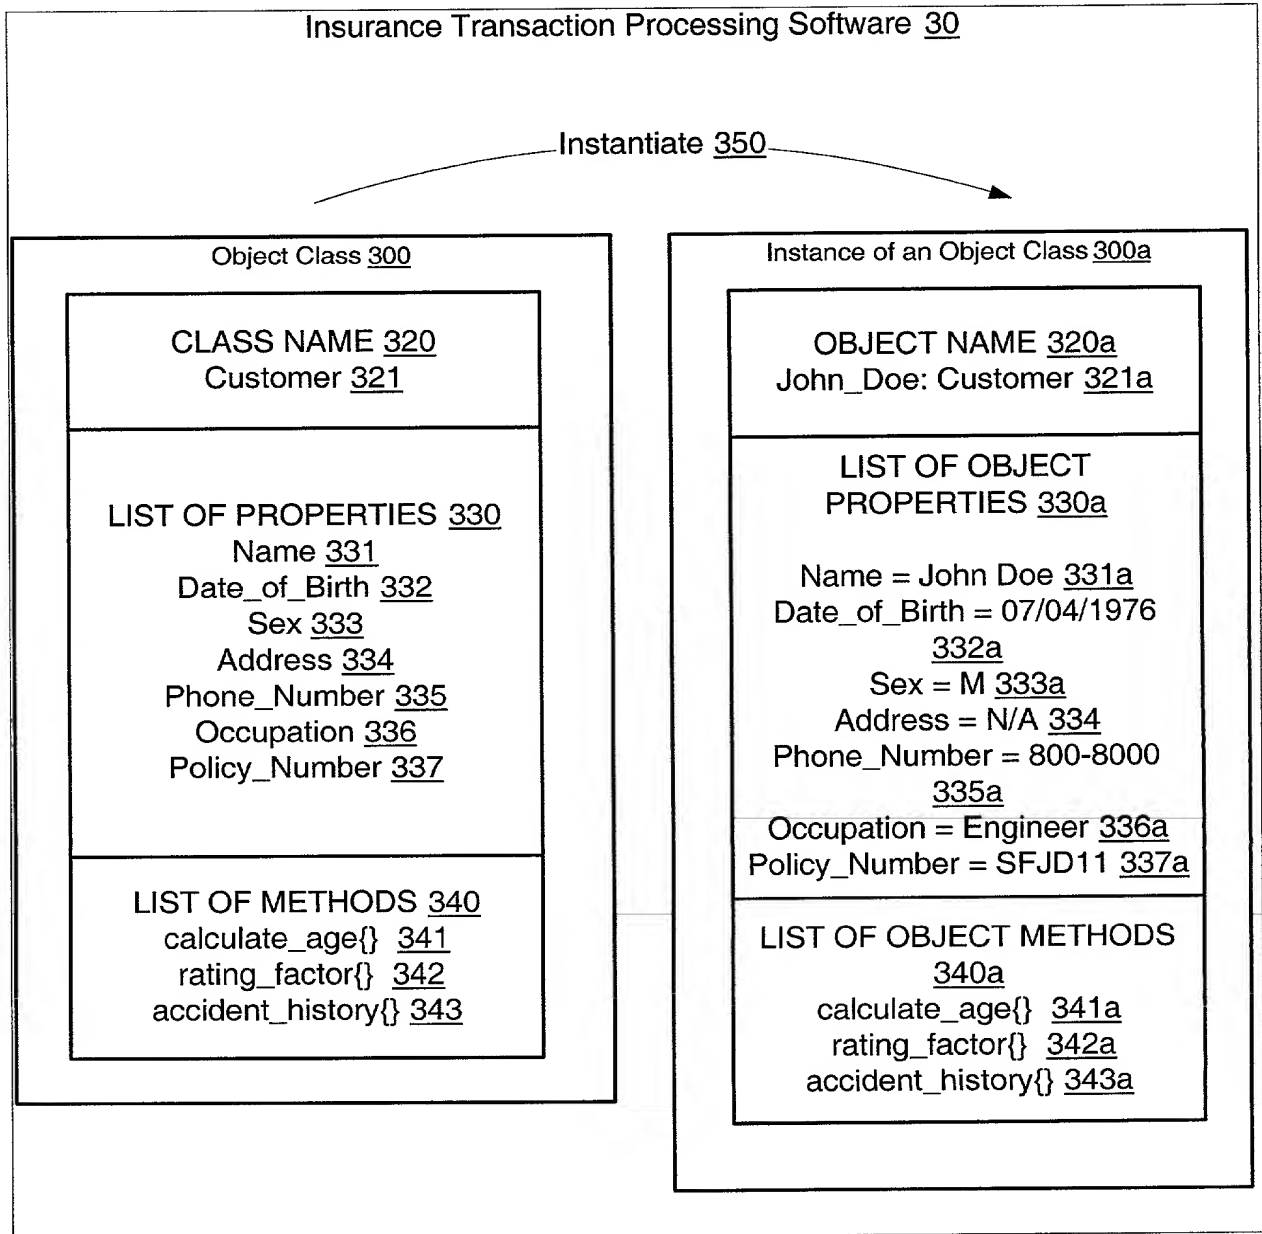 Insurance Transaction Processing Software 30
Instantiate 350
Object Class 300
CLASS NAME 320
Customer 321
LIST OF PROPERTIES 330
Name 331
Date_of_Birth 332
Sex 333
Address 334
Phone_Number 335
Occupation 336
Policy_Number 337
LIST OF METHODS 340
calculate_age{} 341
rating_factor{} 342
accident_history{} 343
Instance of an Object Class 300a
OBJECT NAME 320a
John_Doe: Customer 321a
LIST OF OBJECT
PROPERTIES 330a
Name = John Doe 331a
Date_of_Birth = 07/04/1976
332a
Sex = M 333a
Address = N/A 334
Phone_Number = 800-8000
335a
Occupation = Engineer 336a
Policy_Number = SFJD11 337a
LIST OF OBJECT METHODS
340a
calculate_age{} 341a
rating_factor{} 342a
accident_history{} 343a